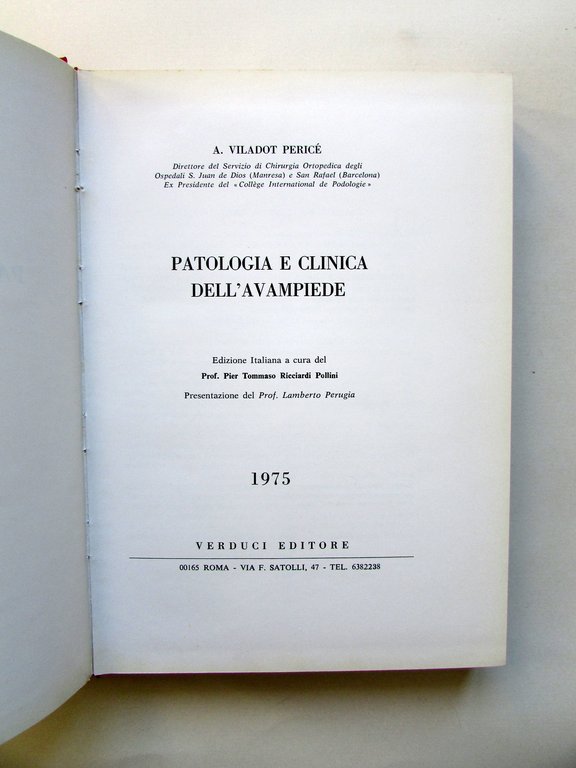 A. VILADOT PERICÉ
Direttore del Servizio di Chirurgia Ortopedica degli
Ospedali S. Juan de Dios (Manresa) e San Rafael (Barcelona)
Ex Presidente del «Collège International de Podologie»
PATOLOGIA E CLINICA
DELL'AVAMPIEDE
Edizione Italiana a cura del
Prof. Pier Tommaso Ricciardi Pollini
Presentazione del Prof. Lamberto Perugia
1975
VERDUCI EDITORE
00165 ROMA - VIA F. SATOLLI, 47 - TEL. 6382238